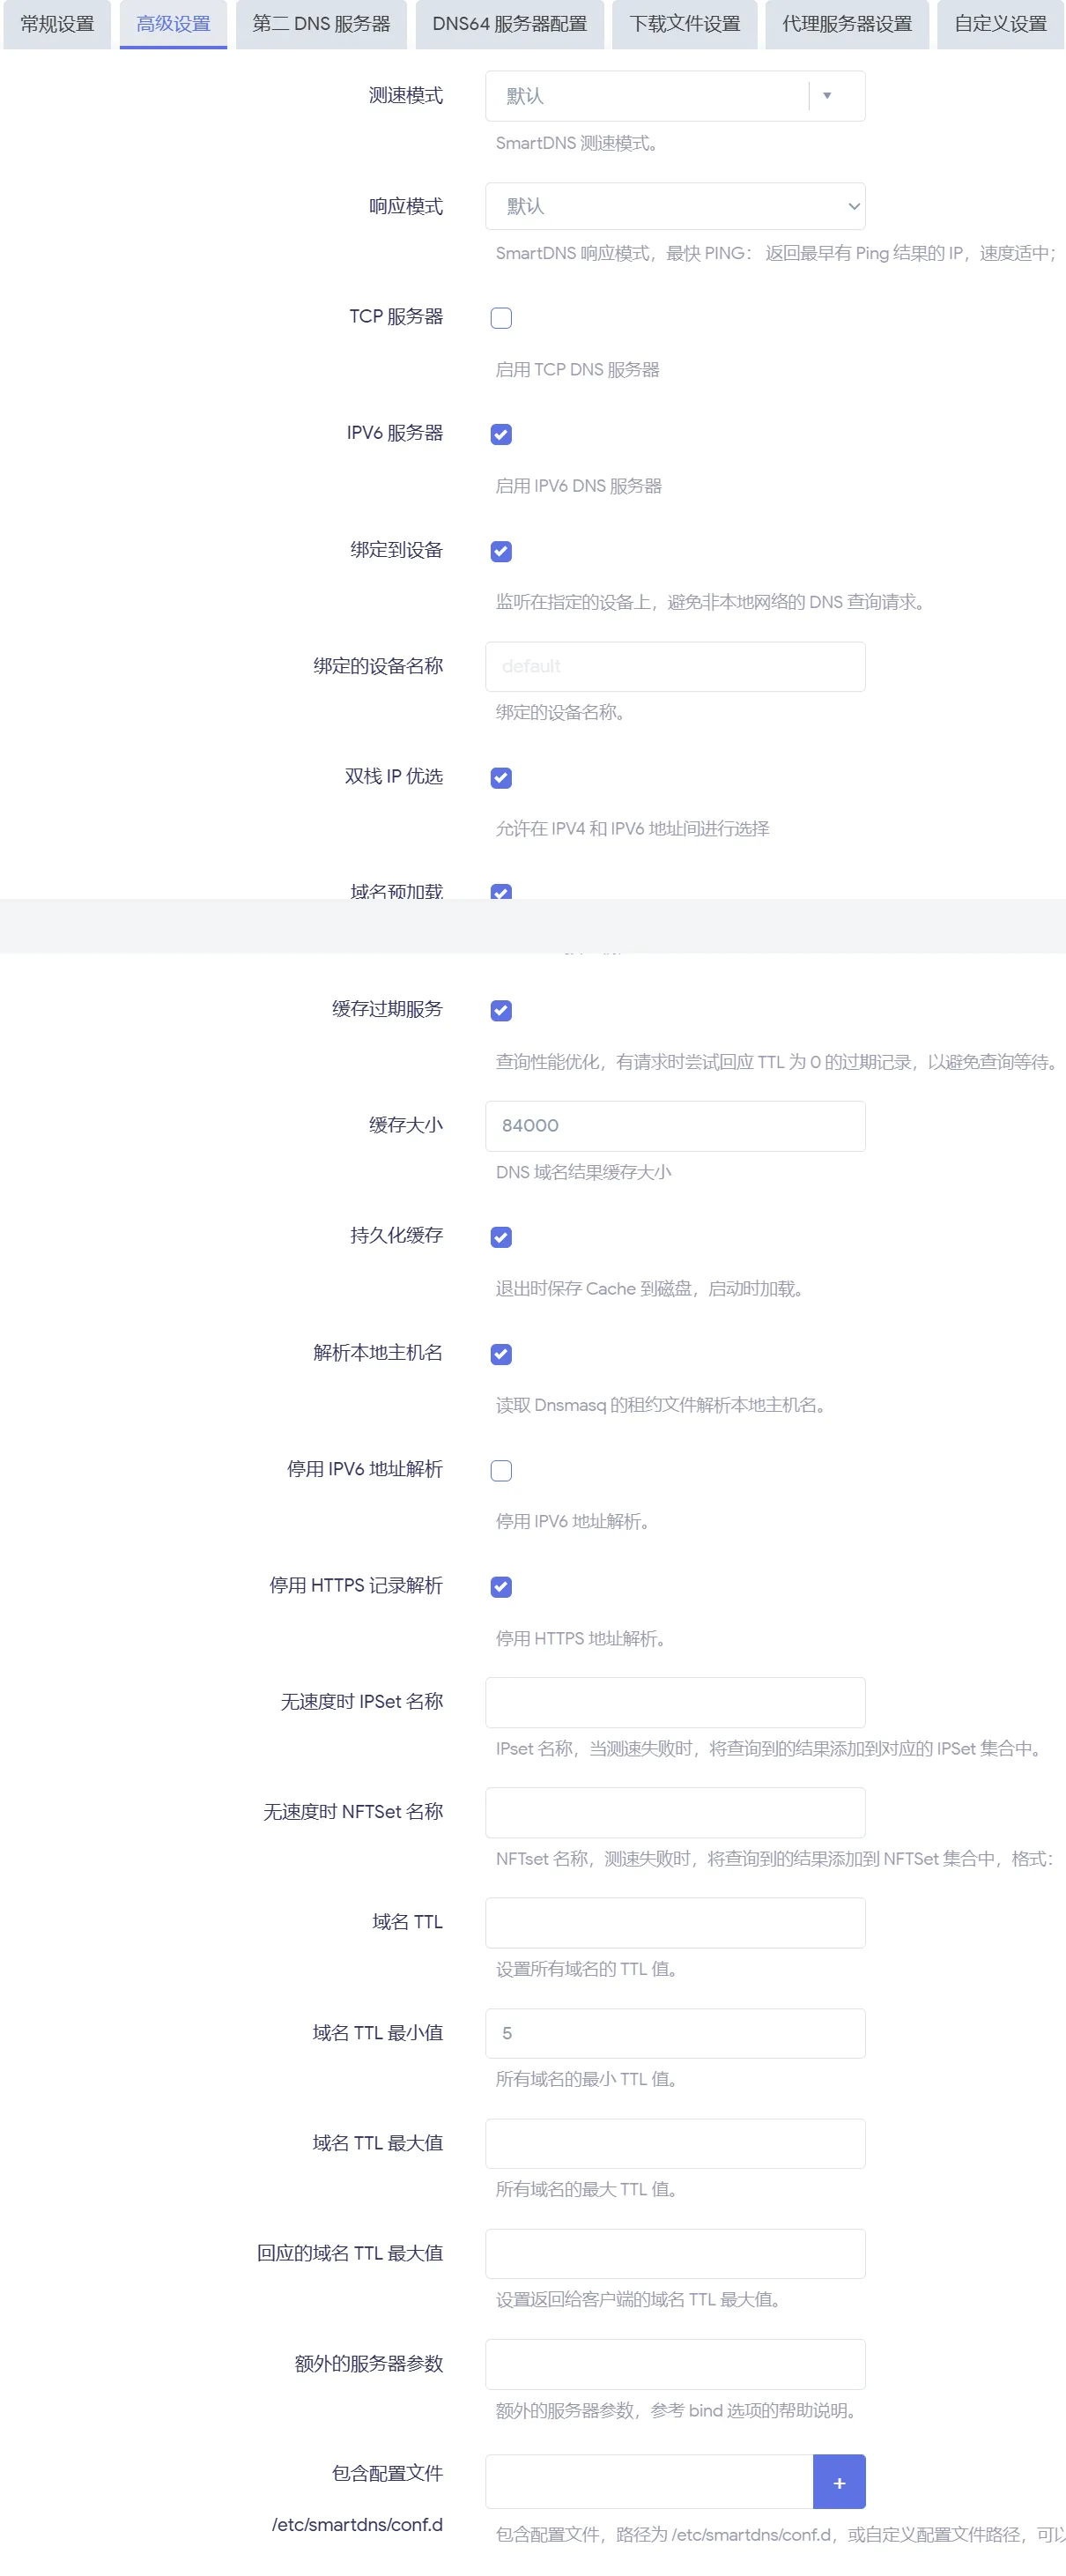 常规设置 高级设置 第二 DNS 服务器 DNS64 服务器配置 下载文件设置 代理服务器设置 自定义设置
测速模式 默认
SmartDNS 测速模式。
响应模式 默认
SmartDNS 响应模式，最快 PING： 返回最早有 Ping 结果的 IP，速度适中；
TCP 服务器
启用 TCP DNS 服务器
IPV6 服务器
启用 IPV6 DNS 服务器
绑定到设备
监听在指定的设备上，避免非本地网络的 DNS 查询请求。
绑定的设备名称 default
绑定的设备名称。
双栈 IP 优选
允许在 IPV4 和 IPV6 地址间进行选择
域名预加载
缓存过期服务
查询性能优化，有请求时尝试回应 TTL 为 0 的过期记录，以避免查询等待。
缓存大小 84000
DNS 域名结果缓存大小
持久化缓存
退出时保存 Cache 到磁盘，启动时加载。
解析本地主机名
读取 Dnsmasq 的租约文件解析本地主机名。
停用 IPV6 地址解析
停用 IPV6 地址解析。
停用 HTTPS 记录解析
停用 HTTPS 地址解析。
无速度时 IPSet 名称
IPset 名称，当测速失败时，将查询到的结果添加到对应的 IPSet 集合中。
无速度时 NFTSet 名称
NFTset 名称，测速失败时，将查询到的结果添加到 NFTSet 集合中，格式：
域名 TTL
设置所有域名的 TTL 值。
域名 TTL 最小值 5
所有域名的最小 TTL 值。
域名 TTL 最大值
所有域名的最大 TTL 值。
回应的域名 TTL 最大值
设置返回给客户端的域名 TTL 最大值。
额外的服务器参数
额外的服务器参数，参考 bind 选项的帮助说明。
包含配置文件 +
/etc/smartdns/conf.d 包含配置文件，路径为 /etc/smartdns/conf.d，或自定义配置文件路径，可以